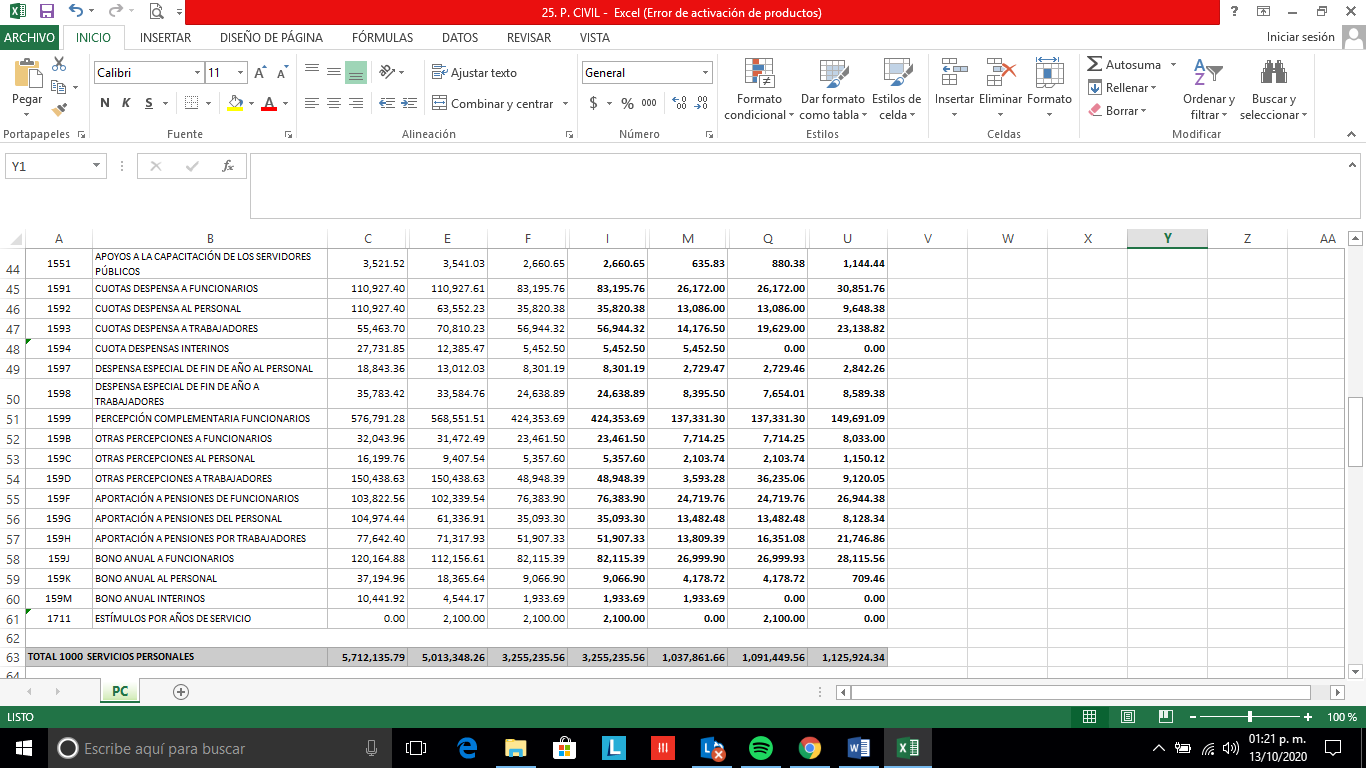 25. P. CIVIL - Excel (Error de activación de productos)
ARCHIVO INICIO INSERTAR DISEÑO DE PÁGINA FÓRMULAS DATOS REVISAR VISTA Iniciar sesión
Calibri 11 Ajustar texto General Autosuma
Pegar N K S Combinar y centrar $ % 000 Formato condicional Dar formato como tabla Estilos de celda Insertar Eliminar Formato Rellenar Borrar Ordenar y filtrar Buscar y seleccionar
Portapapeles Fuente Alineación Número Estilos Celdas Modificar
Y1 fx
A B C E F I M Q U V W X Y Z AA
44 1551 APOYOS A LA CAPACITACIÓN DE LOS SERVIDORES PÚBLICOS 3,521.52 3,541.03 2,660.65 2,660.65 635.83 880.38 1,144.44
45 1591 CUOTAS DESPENSA A FUNCIONARIOS 110,927.40 110,927.61 83,195.76 83,195.76 26,172.00 26,172.00 30,851.76
46 1592 CUOTAS DESPENSA AL PERSONAL 110,927.40 63,552.23 35,820.38 35,820.38 13,086.00 13,086.00 9,648.38
47 1593 CUOTAS DESPENSA A TRABAJADORES 55,463.70 70,810.23 56,944.32 56,944.32 14,176.50 19,629.00 23,138.82
48 1594 CUOTA DESPENSAS INTERINOS 27,731.85 12,385.47 5,452.50 5,452.50 5,452.50 0.00 0.00
49 1597 DESPENSA ESPECIAL DE FIN DE AÑO AL PERSONAL 18,843.36 13,012.03 8,301.19 8,301.19 2,729.47 2,729.46 2,842.26
50 1598 DESPENSA ESPECIAL DE FIN DE AÑO A TRABAJADORES 35,783.42 33,584.76 24,638.89 24,638.89 8,395.50 7,654.01 8,589.38
51 1599 PERCEPCIÓN COMPLEMENTARIA FUNCIONARIOS 576,791.28 568,551.51 424,353.69 424,353.69 137,331.30 137,331.30 149,691.09
52 159B OTRAS PERCEPCIONES A FUNCIONARIOS 32,043.96 31,472.49 23,461.50 23,461.50 7,714.25 7,714.25 8,033.00
53 159C OTRAS PERCEPCIONES AL PERSONAL 16,199.76 9,407.54 5,357.60 5,357.60 2,103.74 2,103.74 1,150.12
54 159D OTRAS PERCEPCIONES A TRABAJADORES 150,438.63 150,438.63 48,948.39 48,948.39 3,593.28 36,235.06 9,120.05
55 159F APORTACIÓN A PENSIONES DE FUNCIONARIOS 103,822.56 102,339.54 76,383.90 76,383.90 24,719.76 24,719.76 26,944.38
56 159G APORTACIÓN A PENSIONES DEL PERSONAL 104,974.44 61,336.91 35,093.30 35,093.30 13,482.48 13,482.48 8,128.34
57 159H APORTACIÓN A PENSIONES POR TRABAJADORES 77,642.40 71,317.93 51,907.33 51,907.33 13,809.39 16,351.08 21,746.86
58 159J BONO ANUAL A FUNCIONARIOS 120,164.88 112,156.61 82,115.39 82,115.39 26,999.90 26,999.93 28,115.56
59 159K BONO ANUAL AL PERSONAL 37,194.96 18,365.64 9,066.90 9,066.90 4,178.72 4,178.72 709.46
60 159M BONO ANUAL INTERINOS 10,441.92 4,544.17 1,933.69 1,933.69 1,933.69 0.00 0.00
61 1711 ESTÍMULOS POR AÑOS DE SERVICIO 0.00 2,100.00 2,100.00 2,100.00 0.00 2,100.00 0.00
62
63 TOTAL 1000 SERVICIOS PERSONALES 5,712,135.79 5,013,348.26 3,255,235.56 3,255,235.56 1,037,861.66 1,091,449.56 1,125,924.34
64
PC
LISTO 100 %
Escribe aquí para buscar 01:21 p. m.
13/10/2020